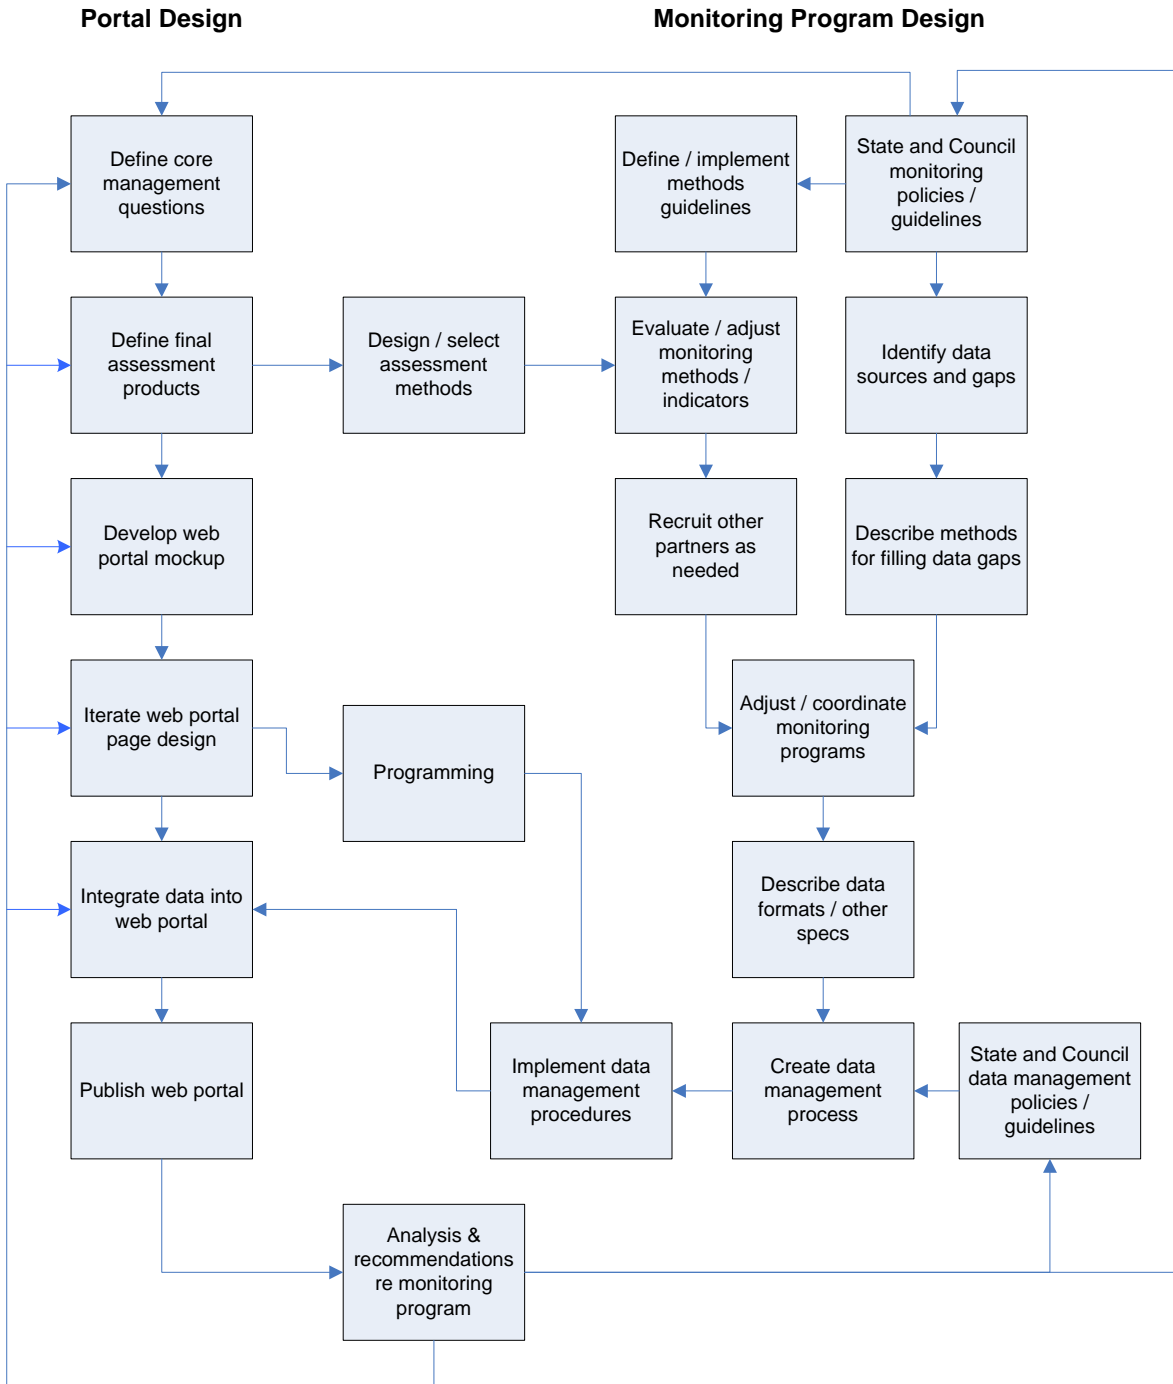 Portal Design
Monitoring Program Design
Define core
management
questions
Define / implement
methods
guidelines
State and Council
monitoring
policies /
guidelines
Define final
assessment
products
Design / select
assessment
methods
Evaluate / adjust
monitoring
methods /
indicators
Identify data
sources and gaps
Develop web
portal mockup
Recruit other
partners as
needed
Describe methods
for filling data gaps
Iterate web portal
page design
Programming
Adjust / coordinate
monitoring
programs
Integrate data into
web portal
Describe data
formats / other
specs
Publish web portal
Implement data
management
procedures
Create data
management
process
State and Council
data management
policies /
guidelines
Analysis &
recommendations
re monitoring
program